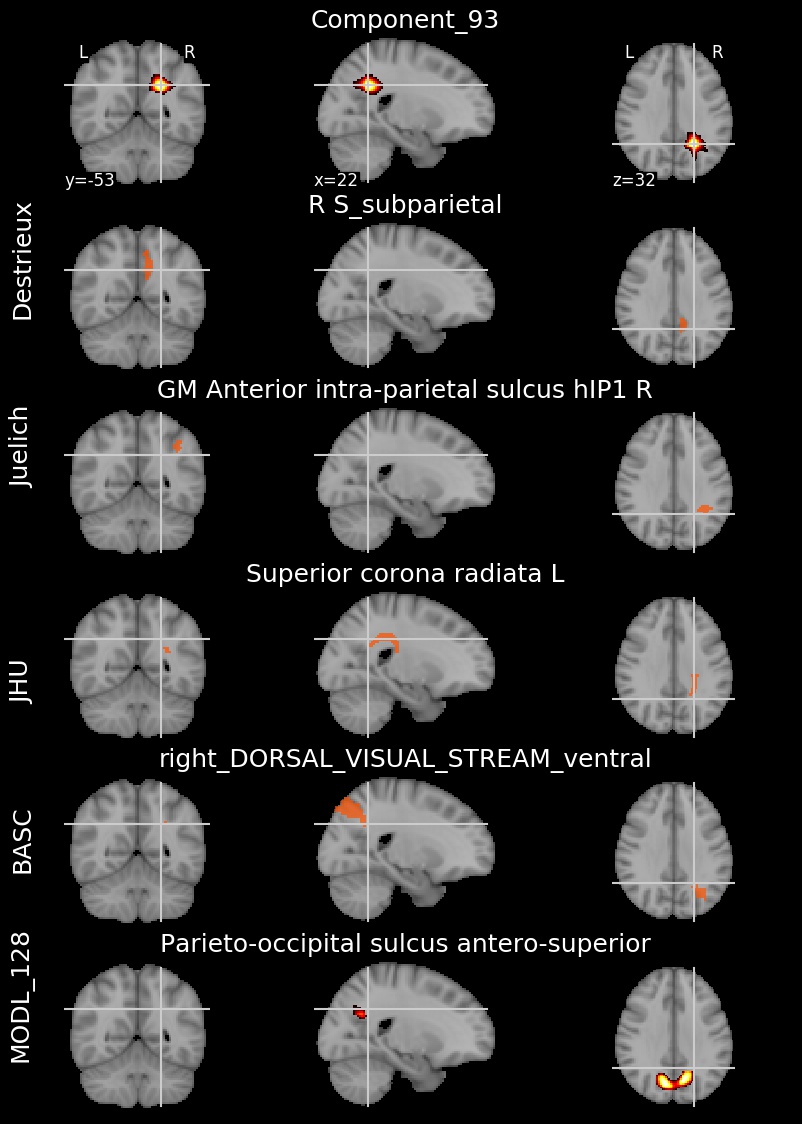 Component_93
L R L R
y=-53 x=22 z=32
R S_subparietal
Destrieux
GM Anterior intra-parietal sulcus hIP1 R
Juelich
Superior corona radiata L
JHU
right_DORSAL_VISUAL_STREAM_ventral
BASC
Parieto-occipital sulcus antero-superior
MODL_128